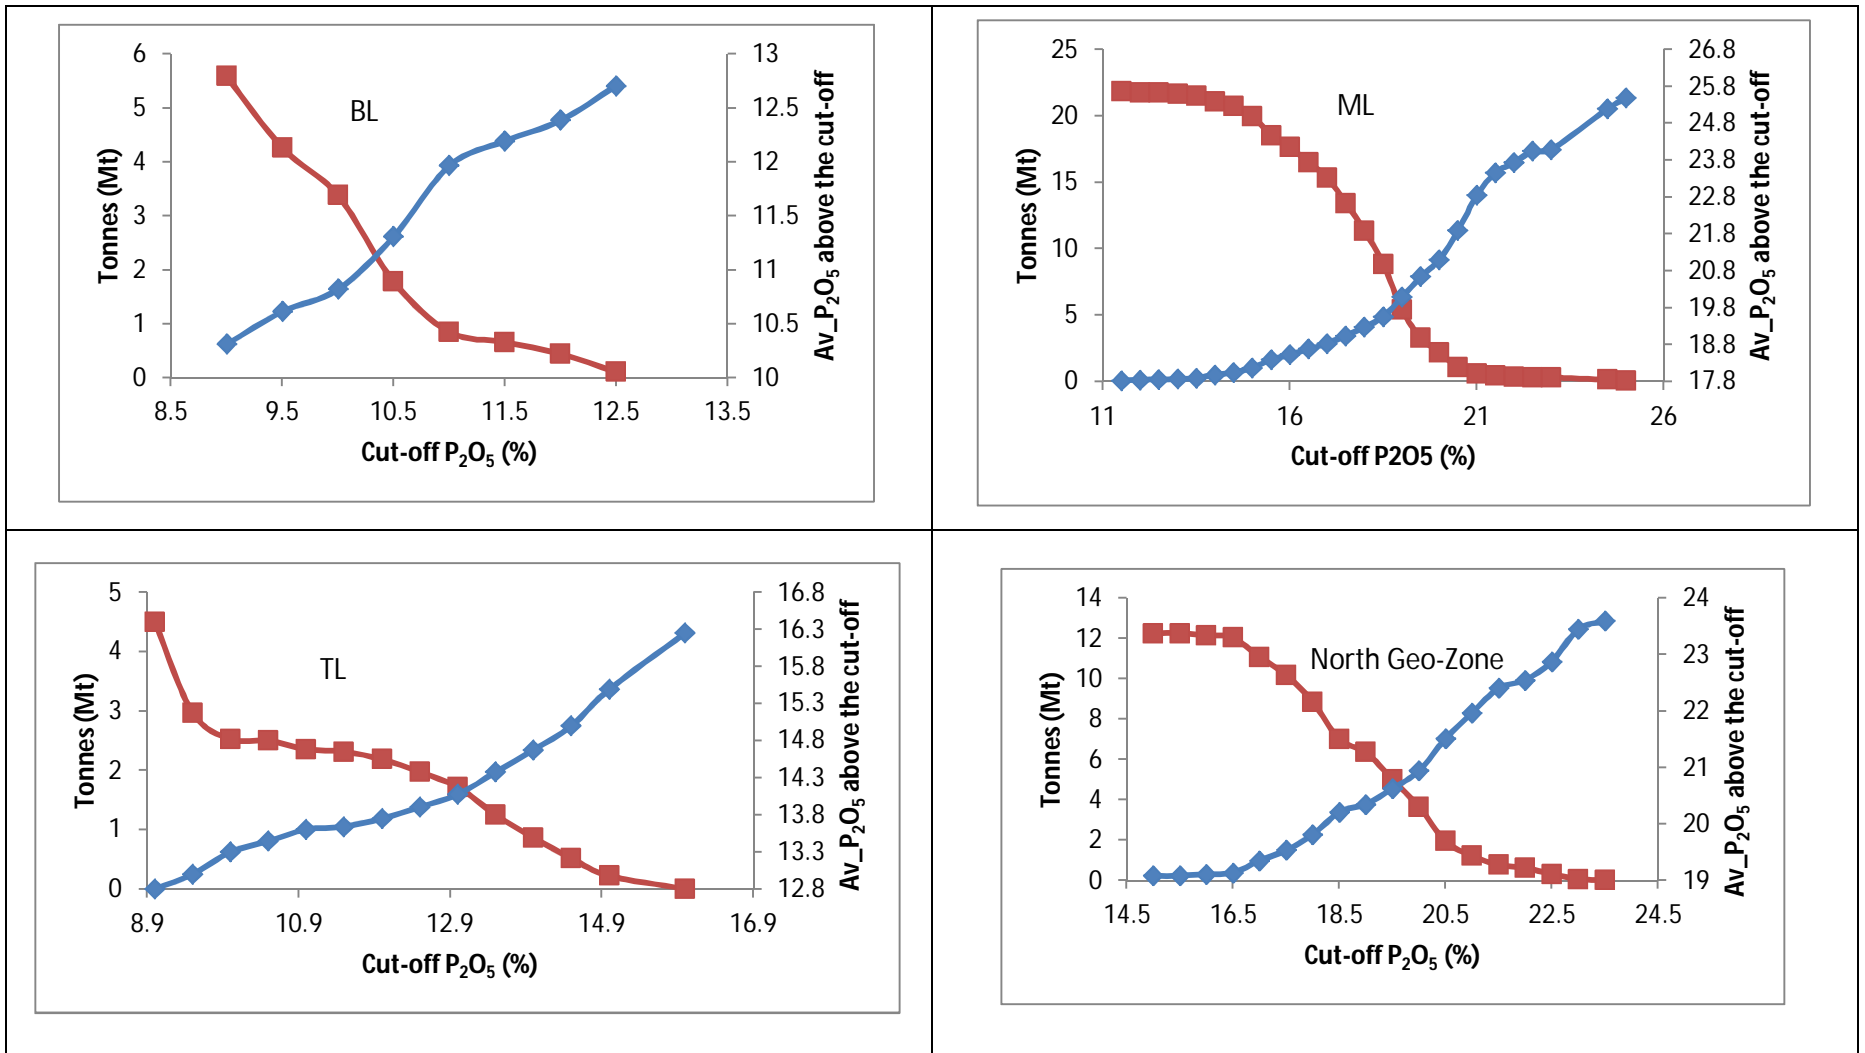 BL
Tonnes (Mt)
6
5
4
3
2
1
0
13
12.5
12
11.5
11
10.5
10
Av_P₂O₅ above the cut-off
8.5 9.5 10.5 11.5 12.5 13.5
Cut-off P₂O₅ (%)
ML
Tonnes (Mt)
25
20
15
10
5
0
26.8
25.8
24.8
23.8
22.8
21.8
20.8
19.8
18.8
17.8
Av_P₂O₅ above the cut-off
11 16 21 26
Cut-off P2O5 (%)
TL
Tonnes (Mt)
5
4
3
2
1
0
16.8
16.3
15.8
15.3
14.8
14.3
13.8
13.3
12.8
Av_P₂O₅ above the cut-off
8.9 10.9 12.9 14.9 16.9
Cut-off P₂O₅ (%)
North Geo-Zone
Tonnes (Mt)
14
12
10
8
6
4
2
0
24
23
22
21
20
19
Av_P₂O₅ above the cut-off
14.5 16.5 18.5 20.5 22.5 24.5
Cut-off P₂O₅ (%)